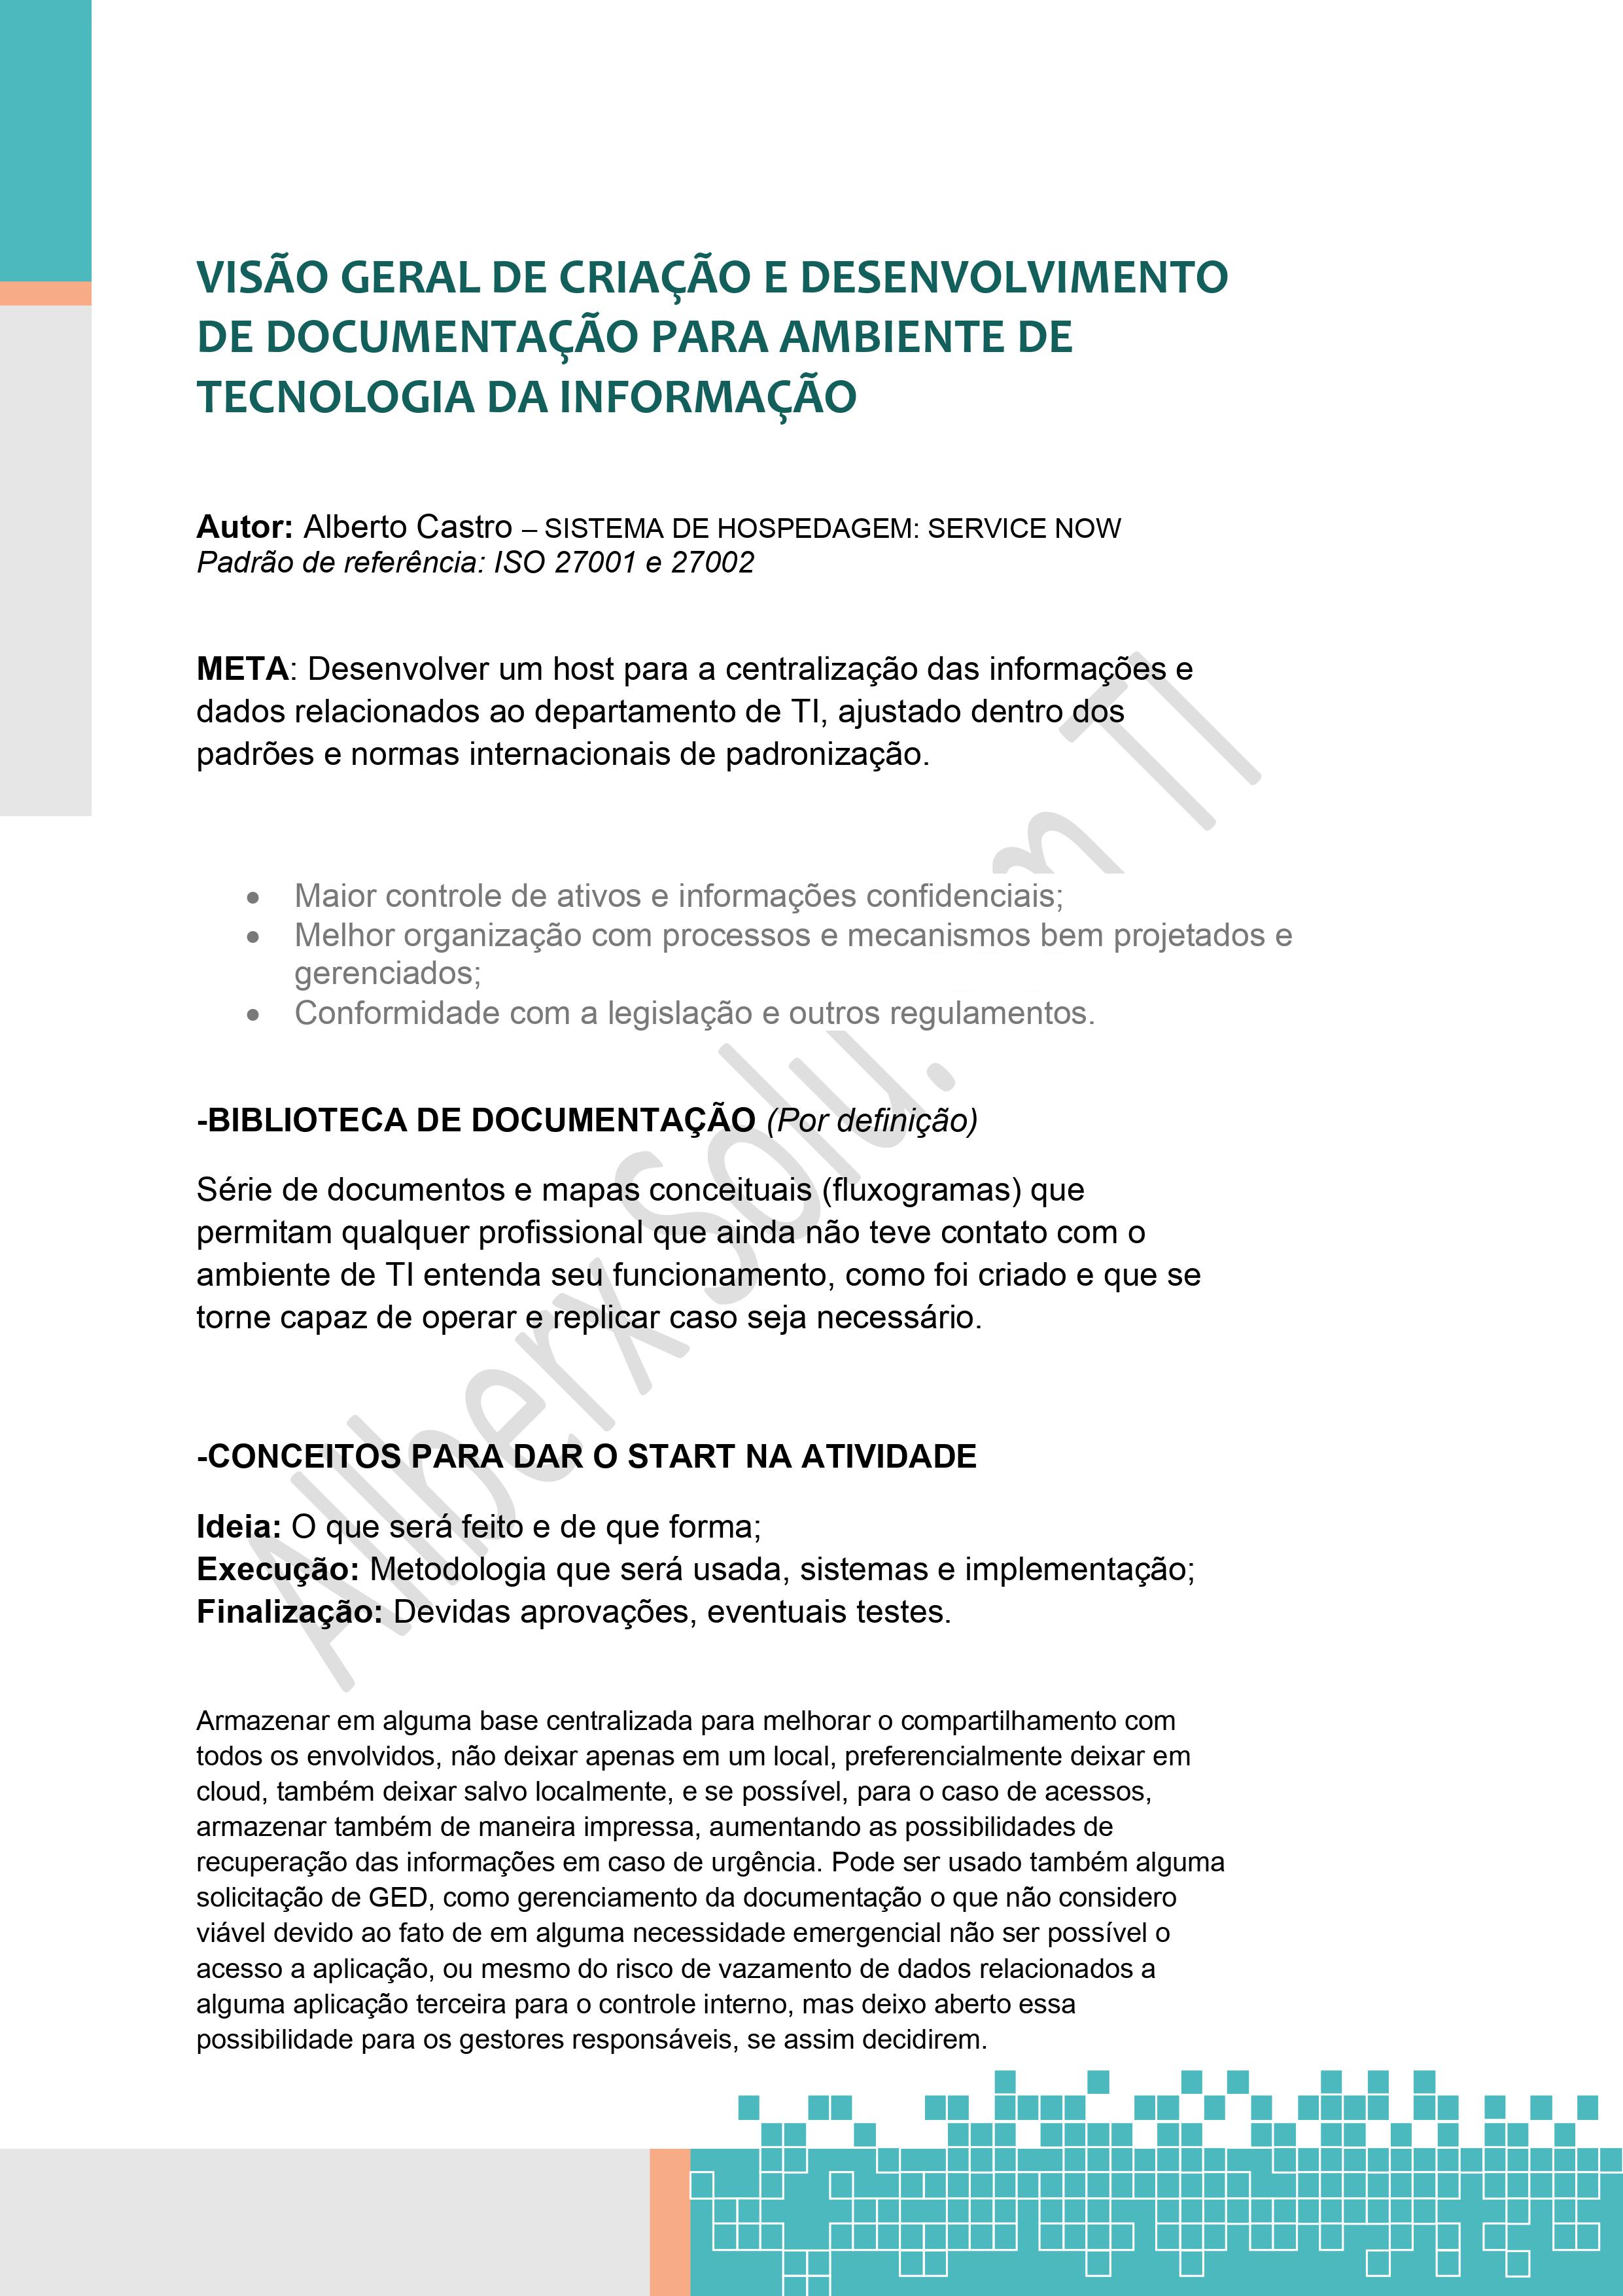 VISÃO GERAL DE CRIAÇÃO E DESENVOLVIMENTO
DE DOCUMENTAÇÃO PARA AMBIENTE DE
TECNOLOGIA DA INFORMAÇÃO
Autor: Alberto Castro – SISTEMA DE HOSPEDAGEM: SERVICE NOW
Padrão de referência: ISO 27001 e 27002
META: Desenvolver um host para a centralização das informações e
dados relacionados ao departamento de TI, ajustado dentro dos
padrões e normas internacionais de padronização.
• Maior controle de ativos e informações confidenciais;
• Melhor organização com processos e mecanismos bem projetados e
gerenciados;
• Conformidade com a legislação e outros regulamentos.
-BIBLIOTECA DE DOCUMENTAÇÃO (Por definição)
Série de documentos e mapas conceituais (fluxogramas) que
permitam qualquer profissional que ainda não teve contato com o
ambiente de TI entenda seu funcionamento, como foi criado e que se
torne capaz de operar e replicar caso seja necessário.
-CONCEITOS PARA DAR O START NA ATIVIDADE
Ideia: O que será feito e de que forma;
Execução: Metodologia que será usada, sistemas e implementação;
Finalização: Devidas aprovações, eventuais testes.
Armazenar em alguma base centralizada para melhorar o compartilhamento com
todos os envolvidos, não deixar apenas em um local, preferencialmente deixar em
cloud, também deixar salvo localmente, e se possível, para o caso de acessos,
armazenar também de maneira impressa, aumentando as possibilidades de
recuperação das informações em caso de urgência. Pode ser usado também alguma
solicitação de GED, como gerenciamento da documentação o que não considero
viável devido ao fato de em alguma necessidade emergencial não ser possível o
acesso a aplicação, ou mesmo do risco de vazamento de dados relacionados a
alguma aplicação terceira para o controle interno, mas deixo aberto essa
possibilidade para os gestores responsáveis, se assim decidirem.